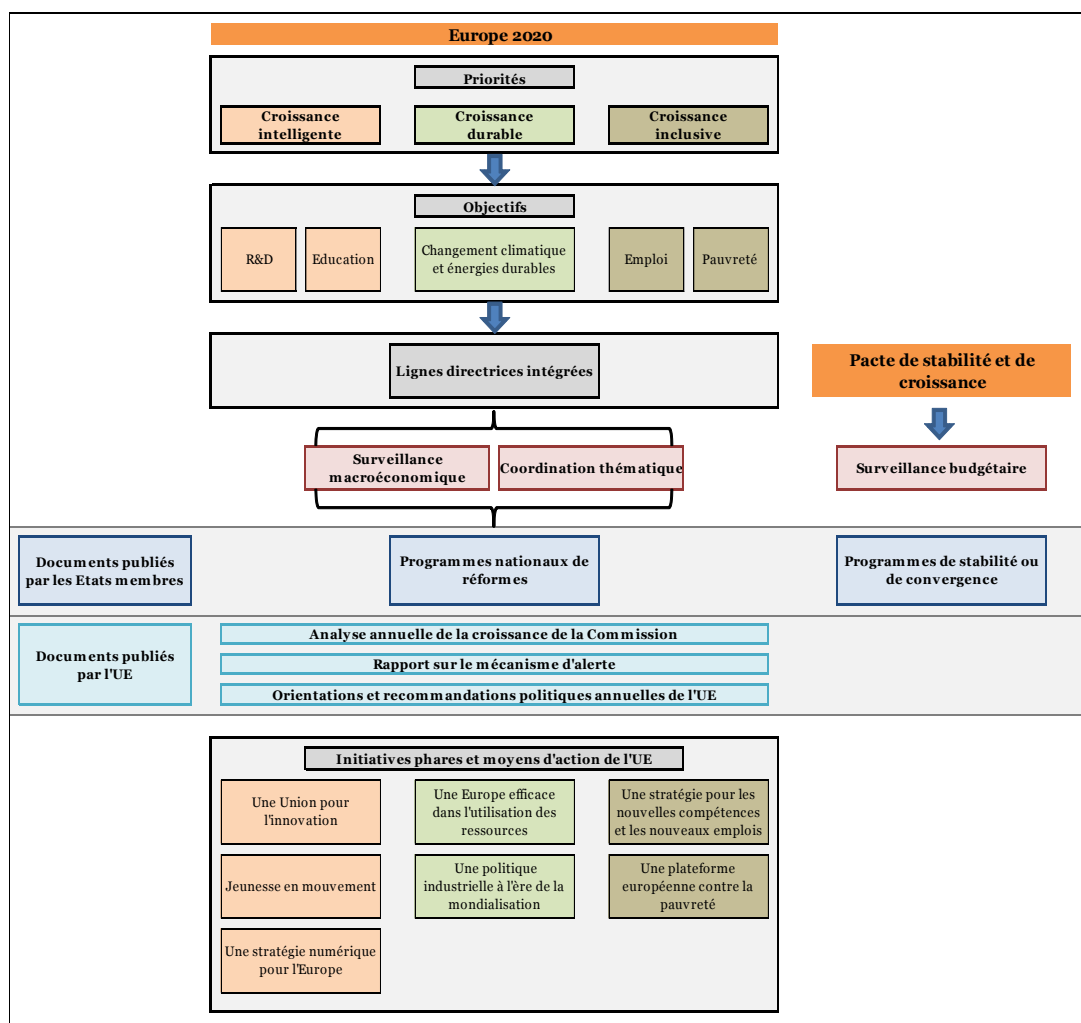 Europe 2020
Priorités
Croissance
intelligente
Croissance
durable
Croissance
inclusive
Objectifs
R&D
Education
Changement climatique
et énergies durables
Emploi
Pauvreté
Lignes directrices intégrées
Pacte de stabilité et de
croissance
Surveillance
macroéconomique
Coordination thématique
Surveillance budgétaire
Documents publiés
par les Etats membres
Programmes nationaux de
réformes
Programmes de stabilité ou
de convergence
Documents publiés
par l'UE
Analyse annuelle de la croissance de la Commission
Rapport sur le mécanisme d'alerte
Orientations et recommandations politiques annuelles de l'UE
Initiatives phares et moyens d'action de l'UE
Une Union pour
l'innovation
Une Europe efficace
dans l'utilisation des
ressources
Une stratégie pour les
nouvelles compétences
et les nouveaux emplois
Jeunesse en mouvement
Une politique
industrielle à l'ère de la
mondialisation
Une plateforme
européenne contre la
pauvreté
Une stratégie numérique
pour l'Europe